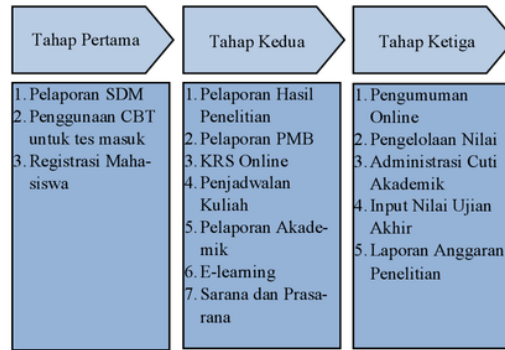 Tahap Pertama
Tahap Kedua
Tahap Ketiga
1. Pelaporan SDM
2. Penggunaan CBT
untuk tes masuk
3. Registrasi Maha-
siswa
1. Pelaporan Hasil
Penelitian
2. Pelaporan PMB
3. KRS Online
4. Penjadwalan
Kuliah
5. Pelaporan Akade-
mik
6. E-learning
7. Sarana dan Prasa-
rana
1. Pengumuman
Online
2. Pengelolaan Nilai
3. Administrasi Cuti
Akademik
4. Input Nilai Ujian
Akhir
5. Laporan Anggaran
Penelitian